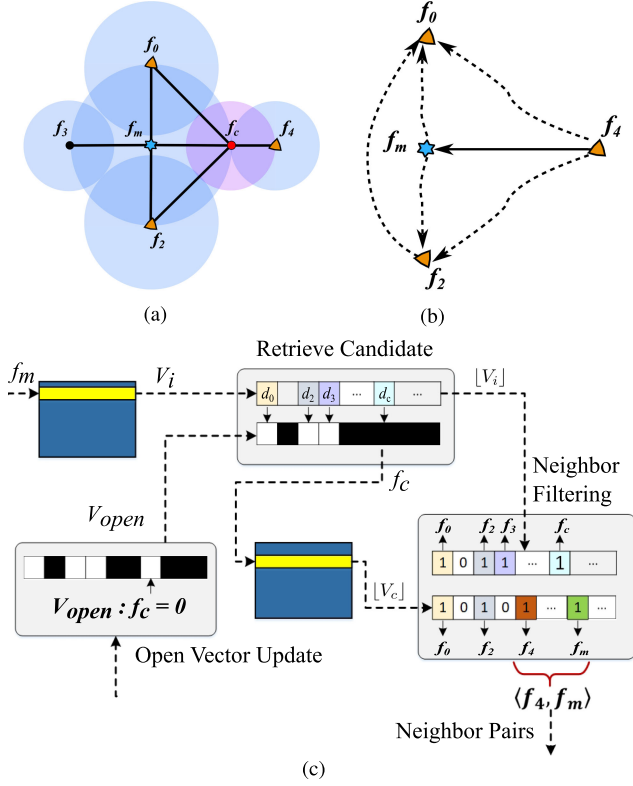 f0
f3 fm fc f4
f2
(a)
f0
f4
fm
f2
(b)
Retrieve Candidate
fm Vi ⌊Vi⌋
d0 d2 d3 ... dc ...
fc
Neighbor
Filtering
Vopen
f0 f2 f3 fc
1 0 1 1 ... 1 ...
⌊Vc⌋
Vopen : fc = 0
1 0 1 0 1 ... 1 ...
f0 f2 f4 fm
Open Vector Update
⟨f4, fm⟩
Neighbor Pairs
(c)